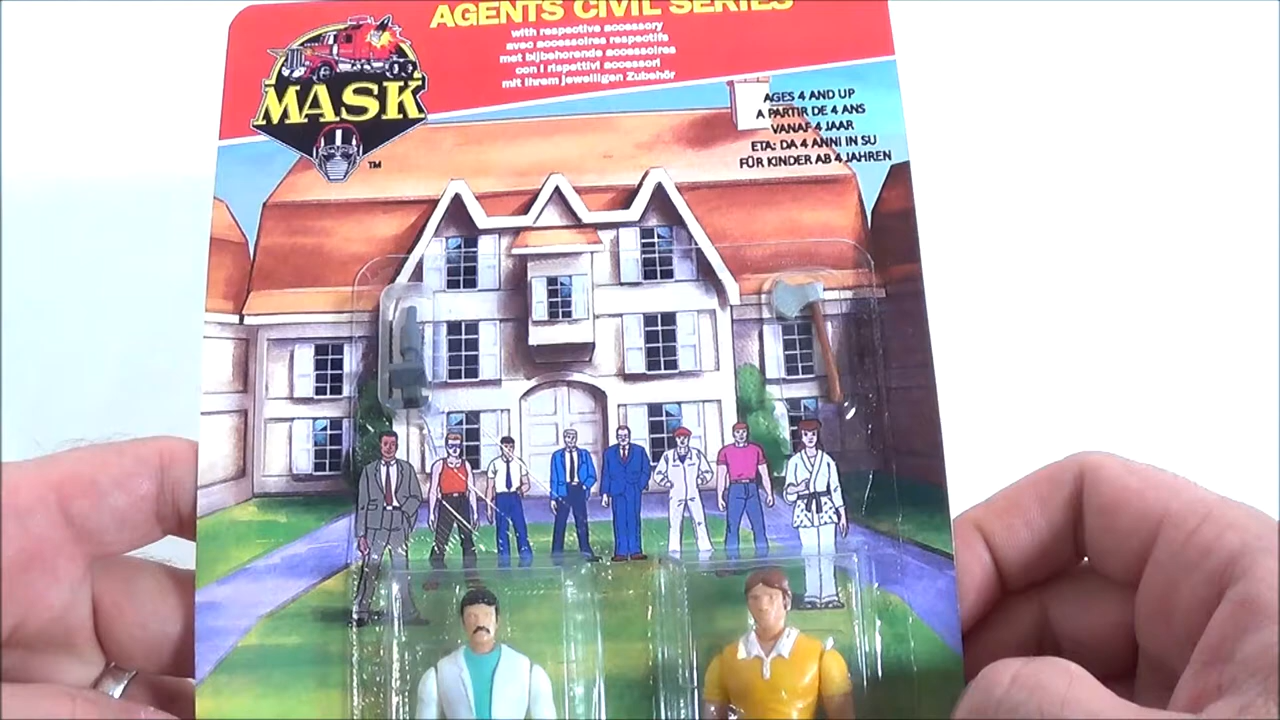 AGENTS CIVIL SERIES
with respective accessory
avec accessoires respectifs
met bijbehorende accessoires
con i rispettivi accessori
mit ihrem jeweiligen Zubehör
MASK
TM
AGES 4 AND UP
A PARTIR DE 4 ANS
VANAF 4 JAAR
ETA: DA 4 ANNI IN SU
FÜR KINDER AB 4 JAHREN